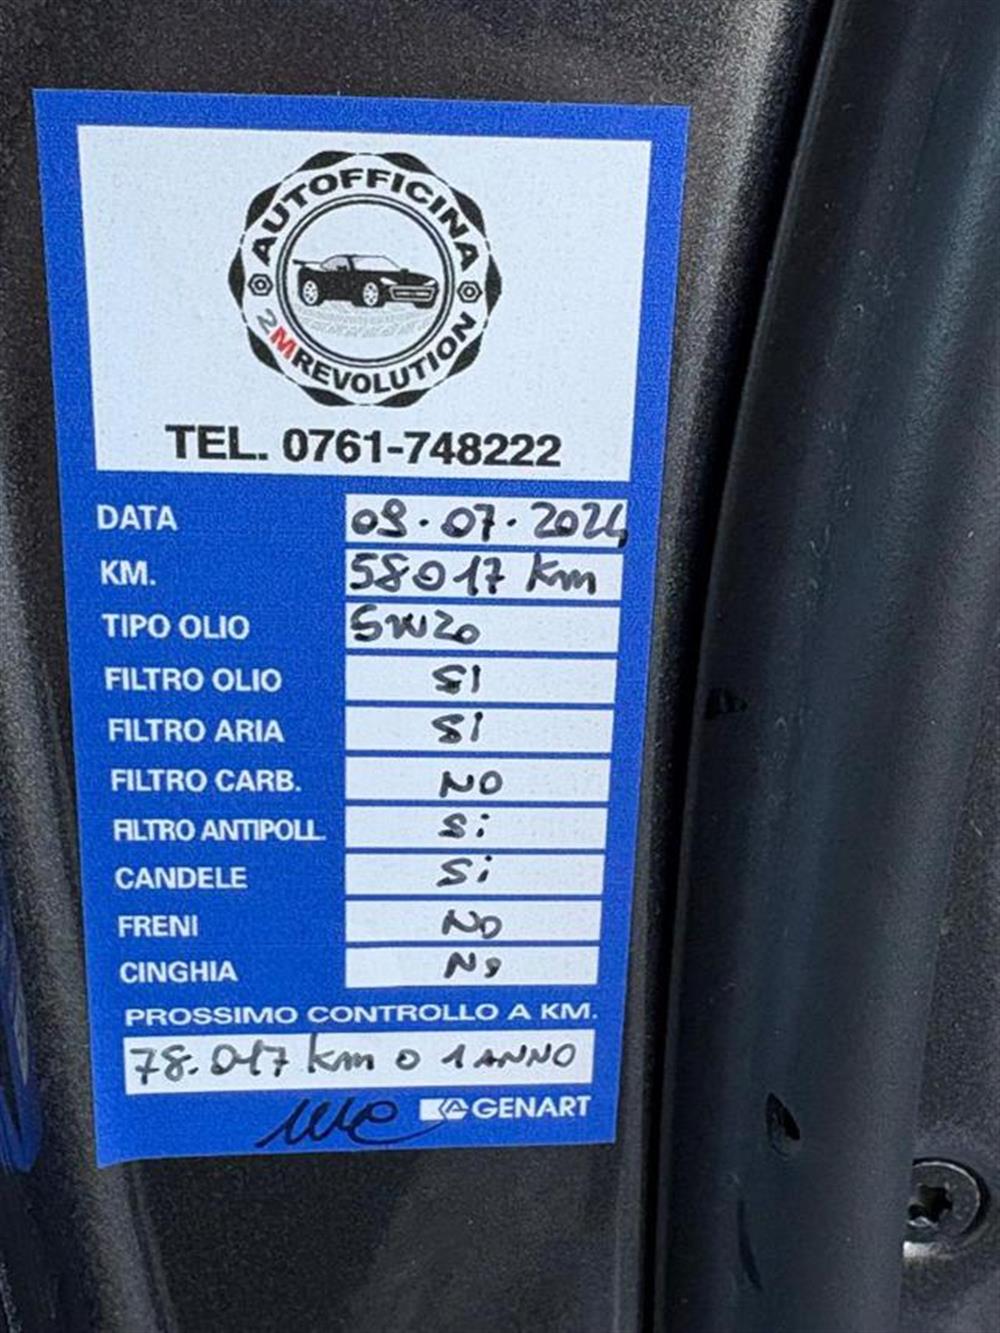 AUTOFFICINA
2MREVOLUTION
TEL. 0761-748222
DATA 09.07.2024
KM. 58017 km
TIPO OLIO 5W20
FILTRO OLIO SI
FILTRO ARIA SI
FILTRO CARB. NO
FILTRO ANTIPOLL. Si
CANDELE Si
FRENI NO
CINGHIA NO
PROSSIMO CONTROLLO A KM.
78.017 km o 1 ANNO
GENART